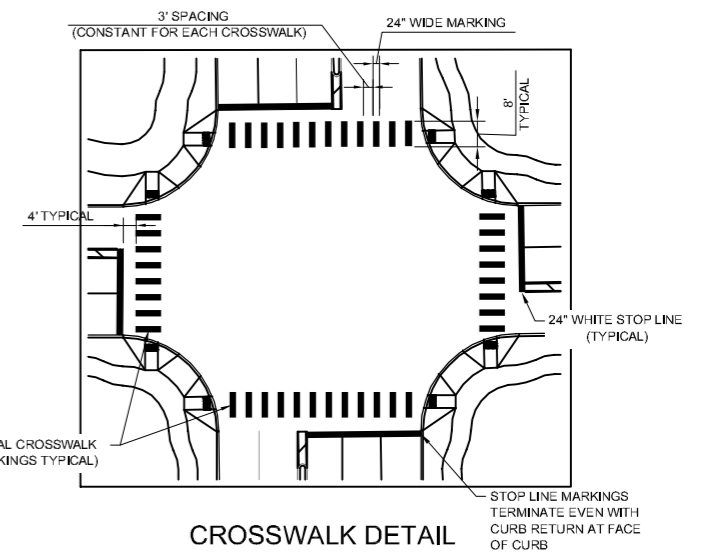 3' SPACING
(CONSTANT FOR EACH CROSSWALK)
24" WIDE MARKING
8'
TYPICAL
4' TYPICAL
24" WHITE STOP LINE
(TYPICAL)
CROSSWALK
TYPICAL)
STOP LINE MARKINGS
TERMINATE EVEN WITH
CURB RETURN AT FACE
OF CURB
CROSSWALK DETAIL